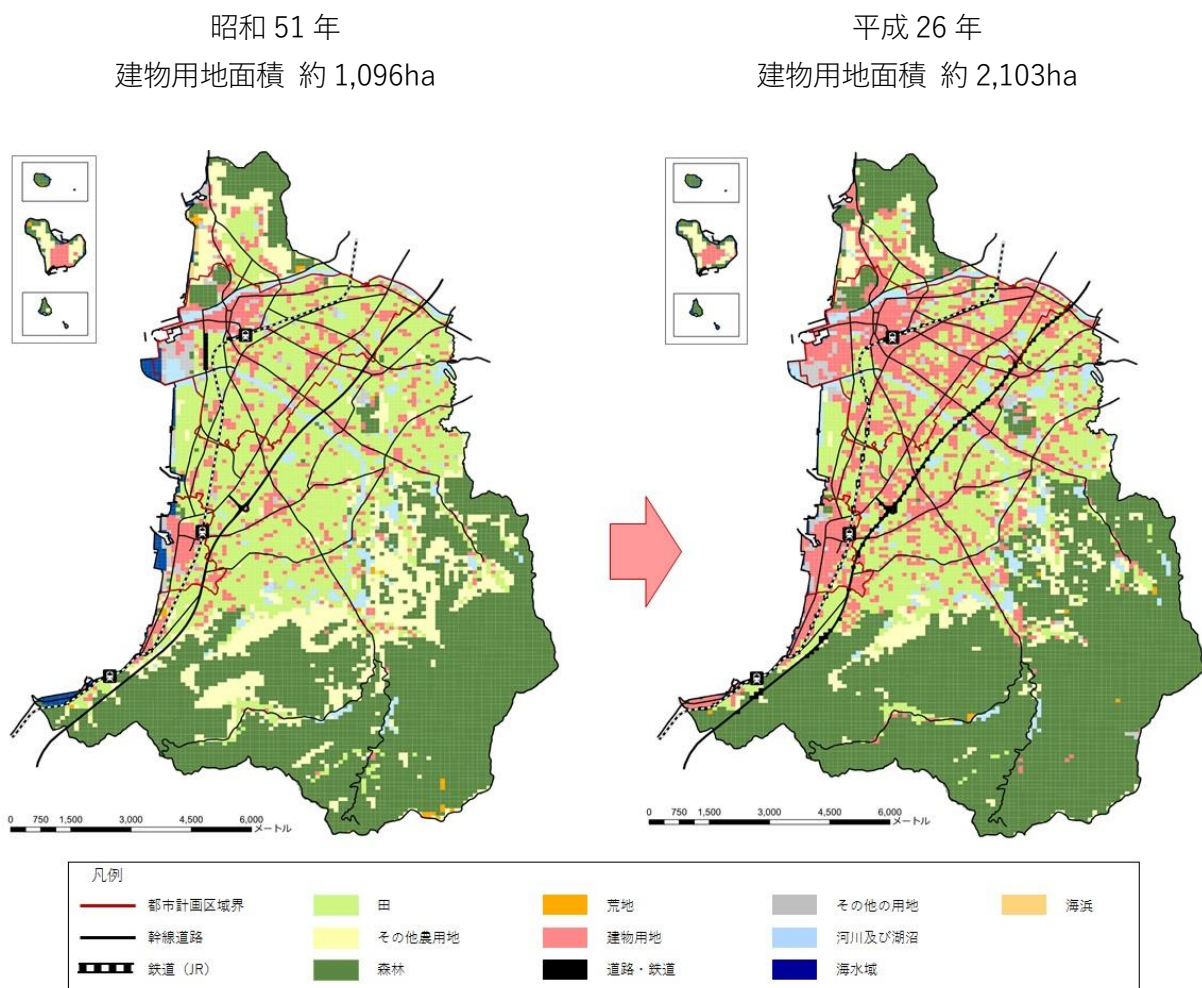 昭和 51 年
建物用地面積 約 1,096ha
平成 26 年
建物用地面積 約 2,103ha
0 750 1,500 3,000 4,500 6,000 メートル
0 750 1,500 3,000 4,500 6,000 メートル
凡例
都市計画区域界 田 荒地 その他の用地 海浜
幹線道路 その他農用地 建物用地 河川及び湖沼
鉄道（JR） 森林 道路・鉄道 海水域